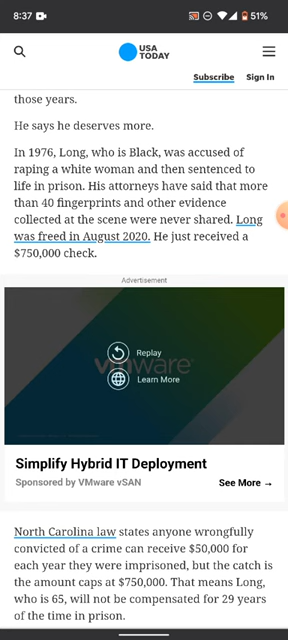 8:37
51%
USA
TODAY
Subscribe
Sign In
those years.
He says he deserves more.
In 1976, Long, who is Black, was accused of
raping a white woman and then sentenced to
life in prison. His attorneys have said that more
than 40 fingerprints and other evidence
collected at the scene were never shared. Long
was freed in August 2020. He just received a
$750,000 check.
Advertisement
vmware
Replay
Learn More
Simplify Hybrid IT Deployment
Sponsored by VMware vSAN
See More →
North Carolina law states anyone wrongfully
convicted of a crime can receive $50,000 for
each year they were imprisoned, but the catch is
the amount caps at $750,000. That means Long,
who is 65, will not be compensated for 29 years
of the time in prison.